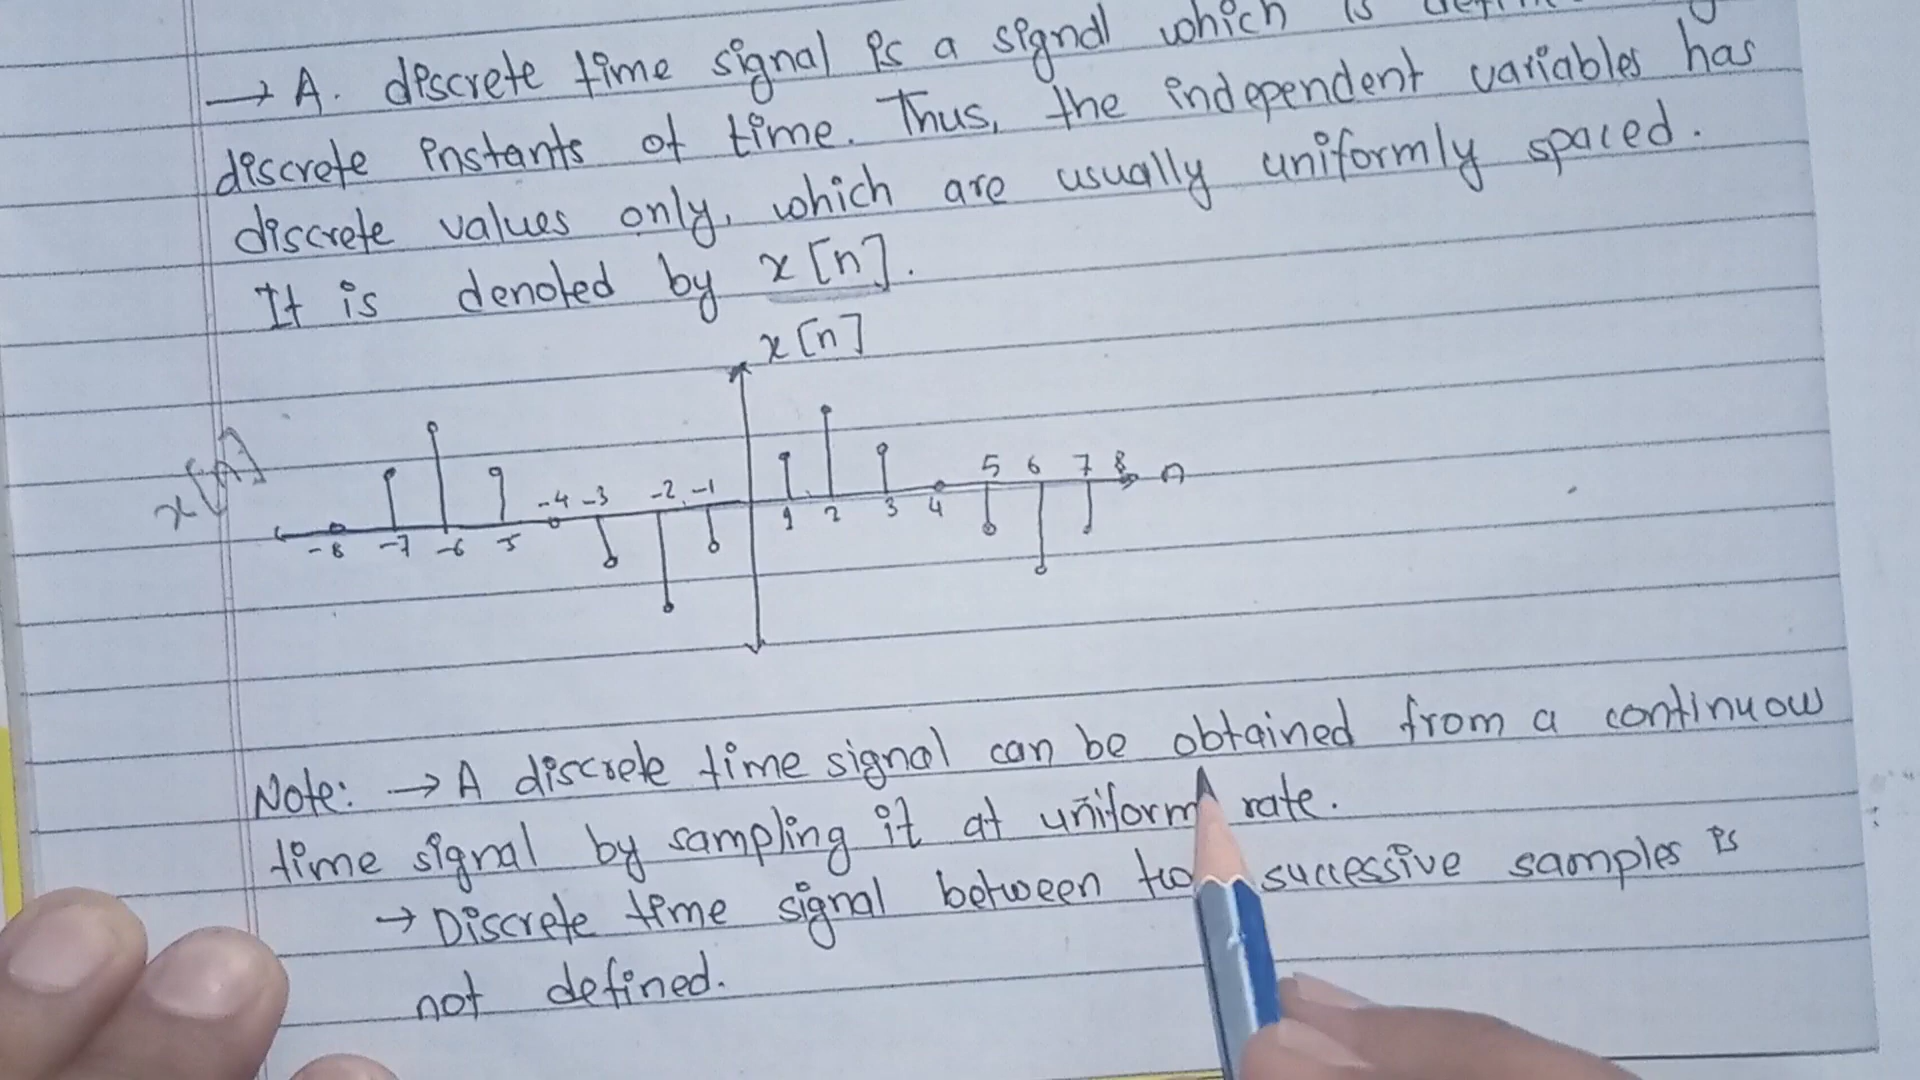 → A. discrete time signal is a signal which is
discrete instants of time. Thus, the independent variables has
discrete values only, which are usually uniformly spaced.
It is denoted by x[n].
x[n]
x[n]
5 6 7 8 n
-4 -3 -2 -1
-8 -7 -6 5 1 2 3 4
Note: → A discrete time signal can be obtained from a continuou
time signal by sampling it at uniform rate.
→ Discrete time signal between two successive samples is
not defined.